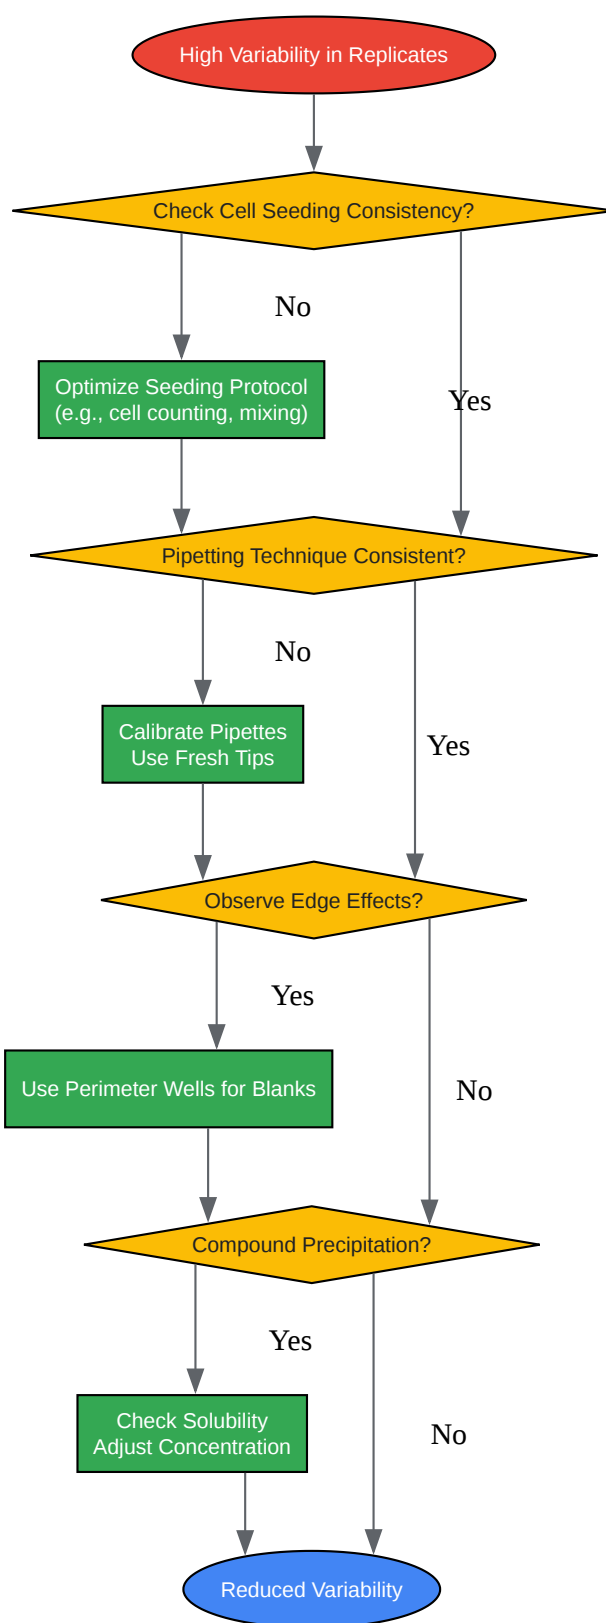 High Variability in Replicates
Check Cell Seeding Consistency?
No
Optimize Seeding Protocol
(e.g., cell counting, mixing)
Yes
Pipetting Technique Consistent?
No
Calibrate Pipettes
Use Fresh Tips
Yes
Observe Edge Effects?
Yes
Use Perimeter Wells for Blanks
No
Compound Precipitation?
Yes
Check Solubility
Adjust Concentration
No
Reduced Variability